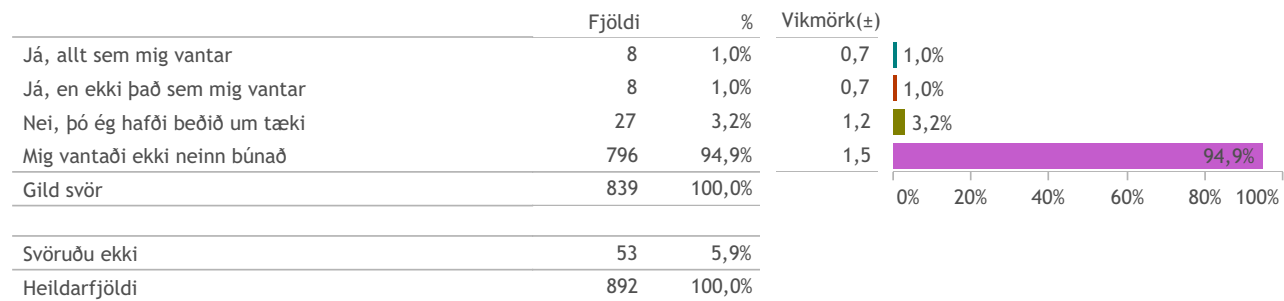 Fjöldi % Vikmörk(±)
Já, allt sem mig vantar 8 1,0% 0,7 1,0%
Já, en ekki það sem mig vantar 8 1,0% 0,7 1,0%
Nei, þó ég hafði beðið um tæki 27 3,2% 1,2 3,2%
Mig vantaði ekki neinn búnað 796 94,9% 1,5 94,9%
Gild svör 839 100,0%
0% 20% 40% 60% 80% 100%
Svöruðu ekki 53 5,9%
Heildarfjöldi 892 100,0%